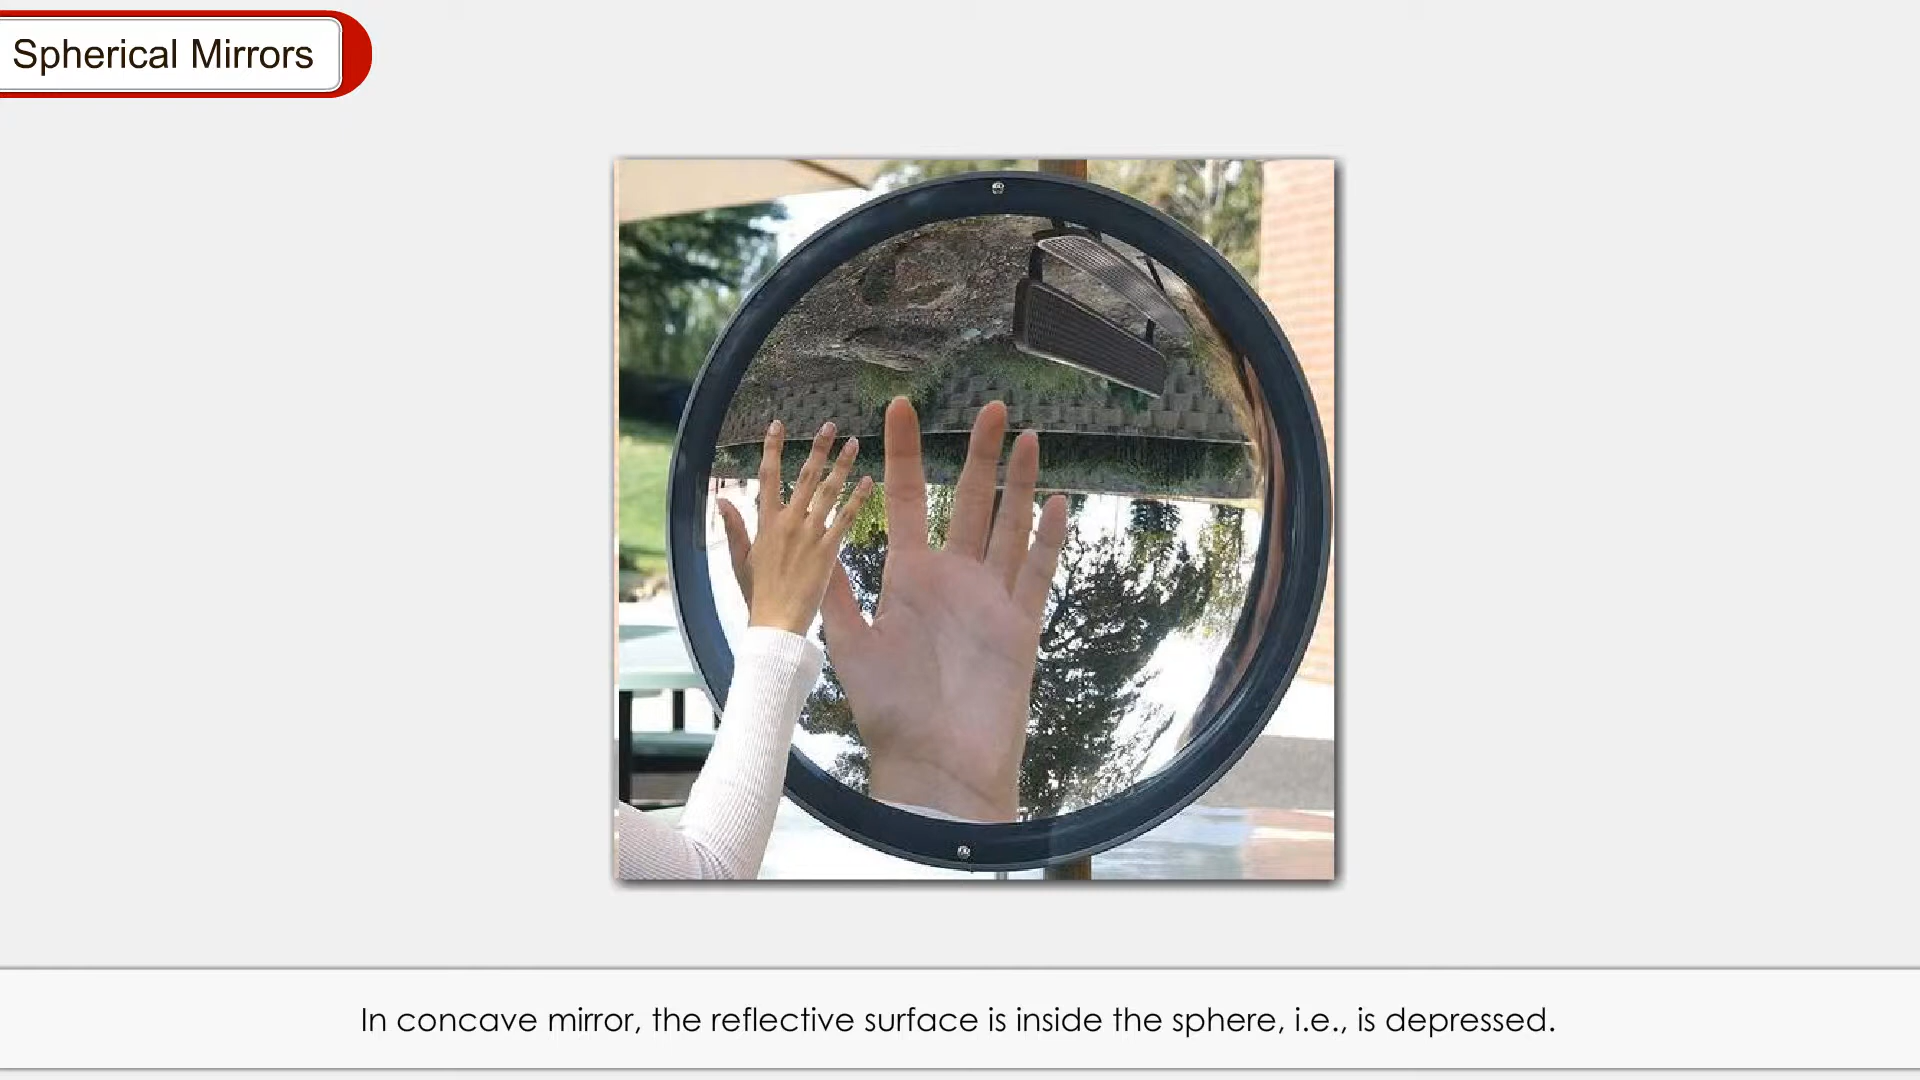 Spherical Mirrors
In concave mirror, the reflective surface is inside the sphere, i.e., is depressed.